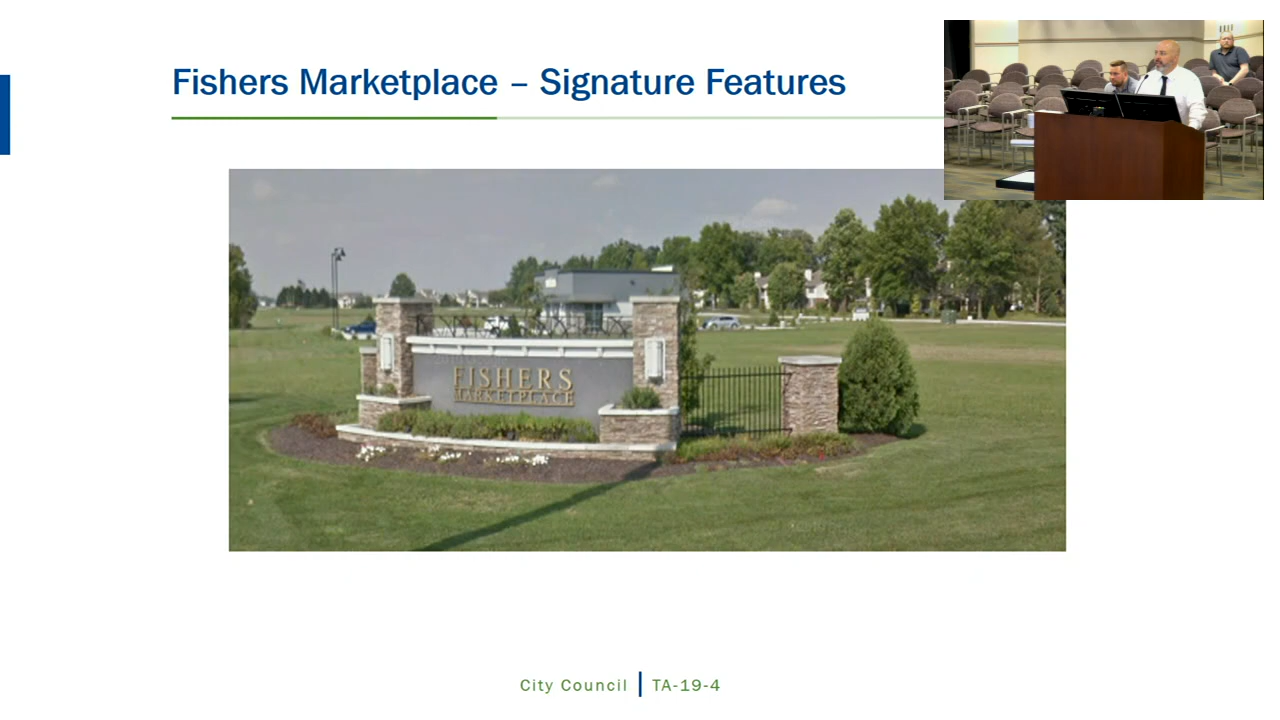 Fishers Marketplace – Signature Features
FISHERS
MARKETPLACE
City Council | TA-19-4